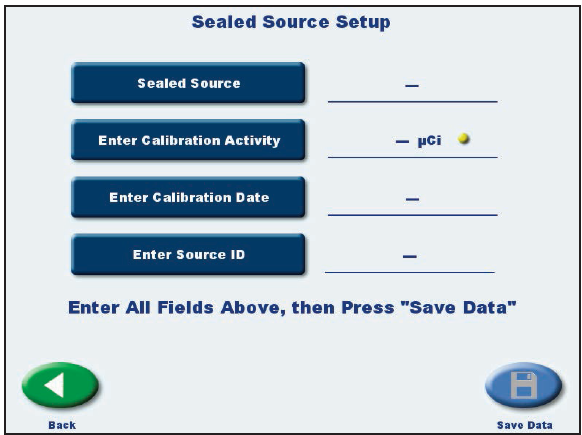 Sealed Source Setup
Sealed Source –
Enter Calibration Activity – µCi
Enter Calibration Date –
Enter Source ID –
Enter All Fields Above, then Press "Save Data"
Back Save Data